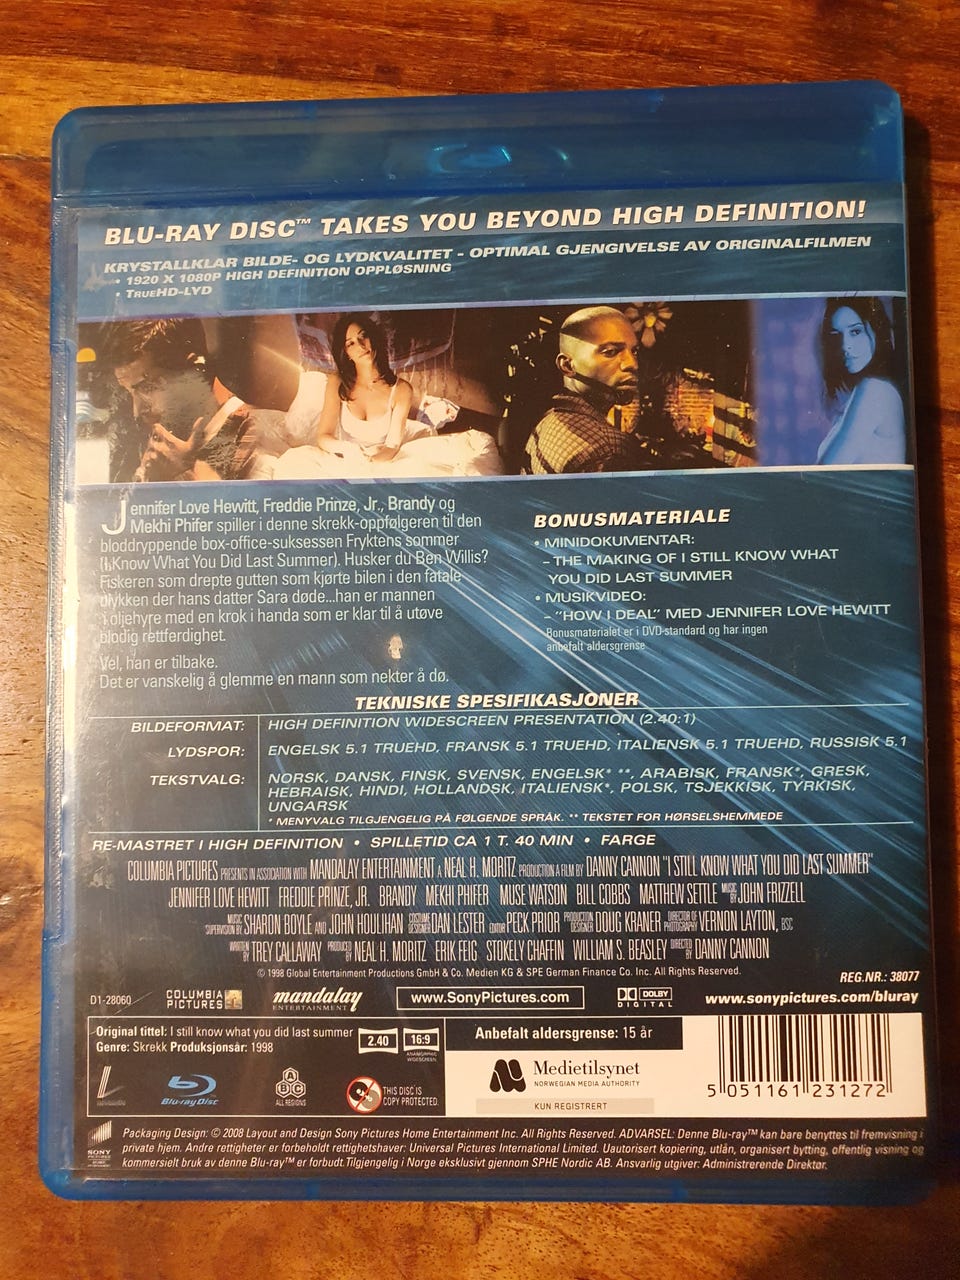 BLU-RAY DISC™ TAKES YOU BEYOND HIGH DEFINITION!
KRYSTALLKLAR BILDE- OG LYDKVALITET - OPTIMAL GJENGIVELSE AV ORIGINALFILMEN
• 1920 X 1080P HIGH DEFINITION OPPLØSNING
• TRUEHD-LYD
Jennifer Love Hewitt, Freddie Prinze, Jr., Brandy og
Mekhi Phifer spiller i denne skrekk-oppfølgeren til den
bloddryppende box-office-suksessen Fryktens sommer
(I Know What You Did Last Summer). Husker du Ben Willis?
Fiskeren som drepte gutten som kjørte bilen i den fatale
ulykken der hans datter Sara døde...han er mannen
i oljehyre med en krok i handa som er klar til å utøve
blodig rettferdighet.
Vel, han er tilbake.
Det er vanskelig å glemme en mann som nekter å dø.
BONUSMATERIALE
• MINIDOKUMENTAR:
– THE MAKING OF I STILL KNOW WHAT
YOU DID LAST SUMMER
• MUSIKVIDEO:
– "HOW I DEAL" MED JENNIFER LOVE HEWITT
Bonusmaterialet er i DVD-standard og har ingen
anbefalt aldersgrense
TEKNISKE SPESIFIKASJONER
BILDEFORMAT: HIGH DEFINITION WIDESCREEN PRESENTATION (2.40:1)
LYDSPOR: ENGELSK 5.1 TRUEHD, FRANSK 5.1 TRUEHD, ITALIENSK 5.1 TRUEHD, RUSSISK 5.1
TEKSTVALG: NORSK, DANSK, FINSK, SVENSK, ENGELSK* **, ARABISK, FRANSK*, GRESK,
HEBRAISK, HINDI, HOLLANDSK, ITALIENSK*, POLSK, TSJEKKISK, TYRKISK,
UNGARSK
* MENYVALG TILGJENGELIG PÅ FØLGENDE SPRÅK. ** TEKSTET FOR HØRSELSHEMMEDE
RE-MASTRET I HIGH DEFINITION • SPILLETID CA 1 T. 40 MIN • FARGE
COLUMBIA PICTURES PRESENTS IN ASSOCIATION WITH MANDALAY ENTERTAINMENT A NEAL H. MORITZ PRODUCTION A FILM BY DANNY CANNON "I STILL KNOW WHAT YOU DID LAST SUMMER"
JENNIFER LOVE HEWITT FREDDIE PRINZE, JR. BRANDY MEKHI PHIFER MUSE WATSON BILL COBBS MATTHEW SETTLE MUSIC BY JOHN FRIZZELL
MUSIC SUPERVISION BY SHARON BOYLE AND JOHN HOULIHAN COSTUME DESIGNER DAN LESTER EDITOR PECK PRIOR PRODUCTION DESIGNER DOUG KRANER DIRECTOR OF PHOTOGRAPHY VERNON LAYTON, BSC
WRITTEN BY TREY CALLAWAY PRODUCED BY NEAL H. MORITZ ERIK FEIG STOKELY CHAFFIN WILLIAM S. BEASLEY DIRECTED BY DANNY CANNON
© 1998 Global Entertainment Productions GmbH & Co. Medien KG & SPE German Finance Co. Inc. All Rights Reserved.
REG.NR.: 38077
D1-28060 COLUMBIA PICTURES mandalay ENTERTAINMENT www.SonyPictures.com DOLBY DIGITAL www.sonypictures.com/bluray
Original tittel: I still know what you did last summer
Genre: Skrekk Produksjonsår: 1998
2.40 16:9
ANAMORPHIC WIDESCREEN
Anbefalt aldersgrense: 15 år
Medietilsynet
NORWEGIAN MEDIA AUTHORITY
KUN REGISTRERT
Blu-ray Disc
A B C
ALL REGIONS
THIS DISC IS
COPY PROTECTED.
5 051161 231272
SONY PICTURES
Packaging Design: © 2008 Layout and Design Sony Pictures Home Entertainment Inc. All Rights Reserved. ADVARSEL: Denne Blu-ray™ kan bare benyttes til fremvisning i
private hjem. Andre rettigheter er forbeholdt rettighetshaver: Universal Pictures International Limited. Uautorisert kopiering, utlån, organisert bytting, offentlig visning og
kommersielt bruk av denne Blu-ray™ er forbudt. Tilgjengelig i Norge eksklusivt gjennom SPHE Nordic AB. Ansvarlig utgiver: Administrerende Direktør.